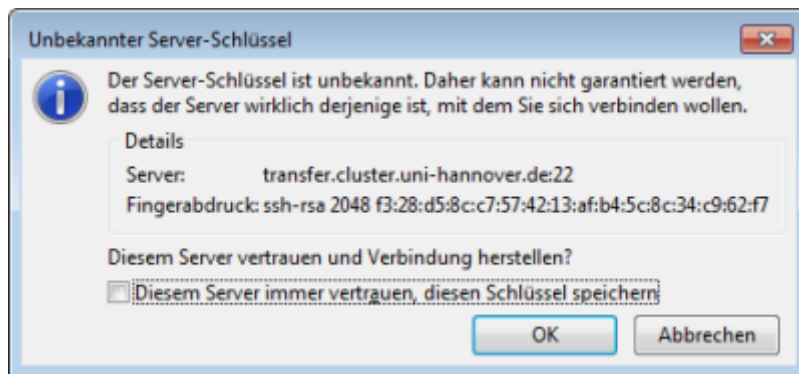 Unbekannter Server-Schlüssel
Der Server-Schlüssel ist unbekannt. Daher kann nicht garantiert werden,
dass der Server wirklich derjenige ist, mit dem Sie sich verbinden wollen.
Details
Server: transfer.cluster.uni-hannover.de:22
Fingerabdruck: ssh-rsa 2048 f3:28:d5:8c:c7:57:42:13:af:b4:5c:8c:34:c9:62:f7
Diesem Server vertrauen und Verbindung herstellen?
Diesem Server immer vertrauen, diesen Schlüssel speichern
OK Abbrechen